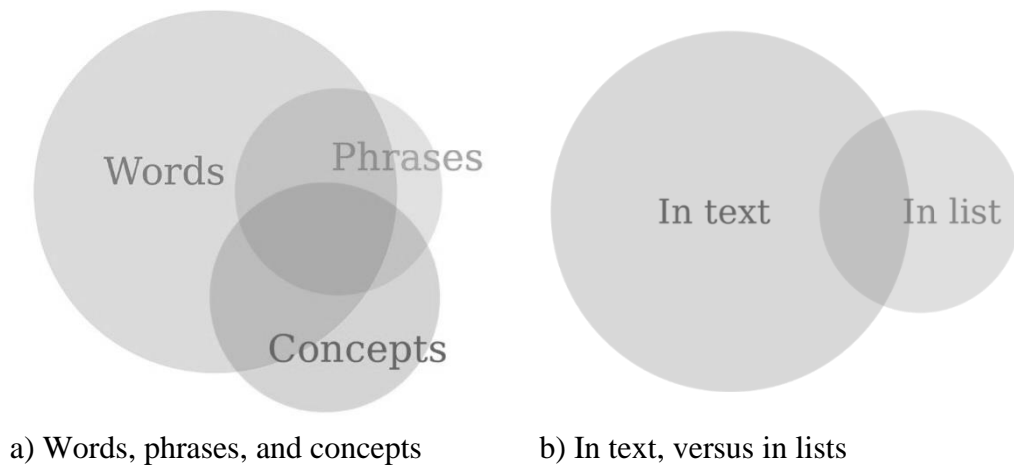 Words
Phrases
Concepts
In text
In list
a) Words, phrases, and concepts
b) In text, versus in lists